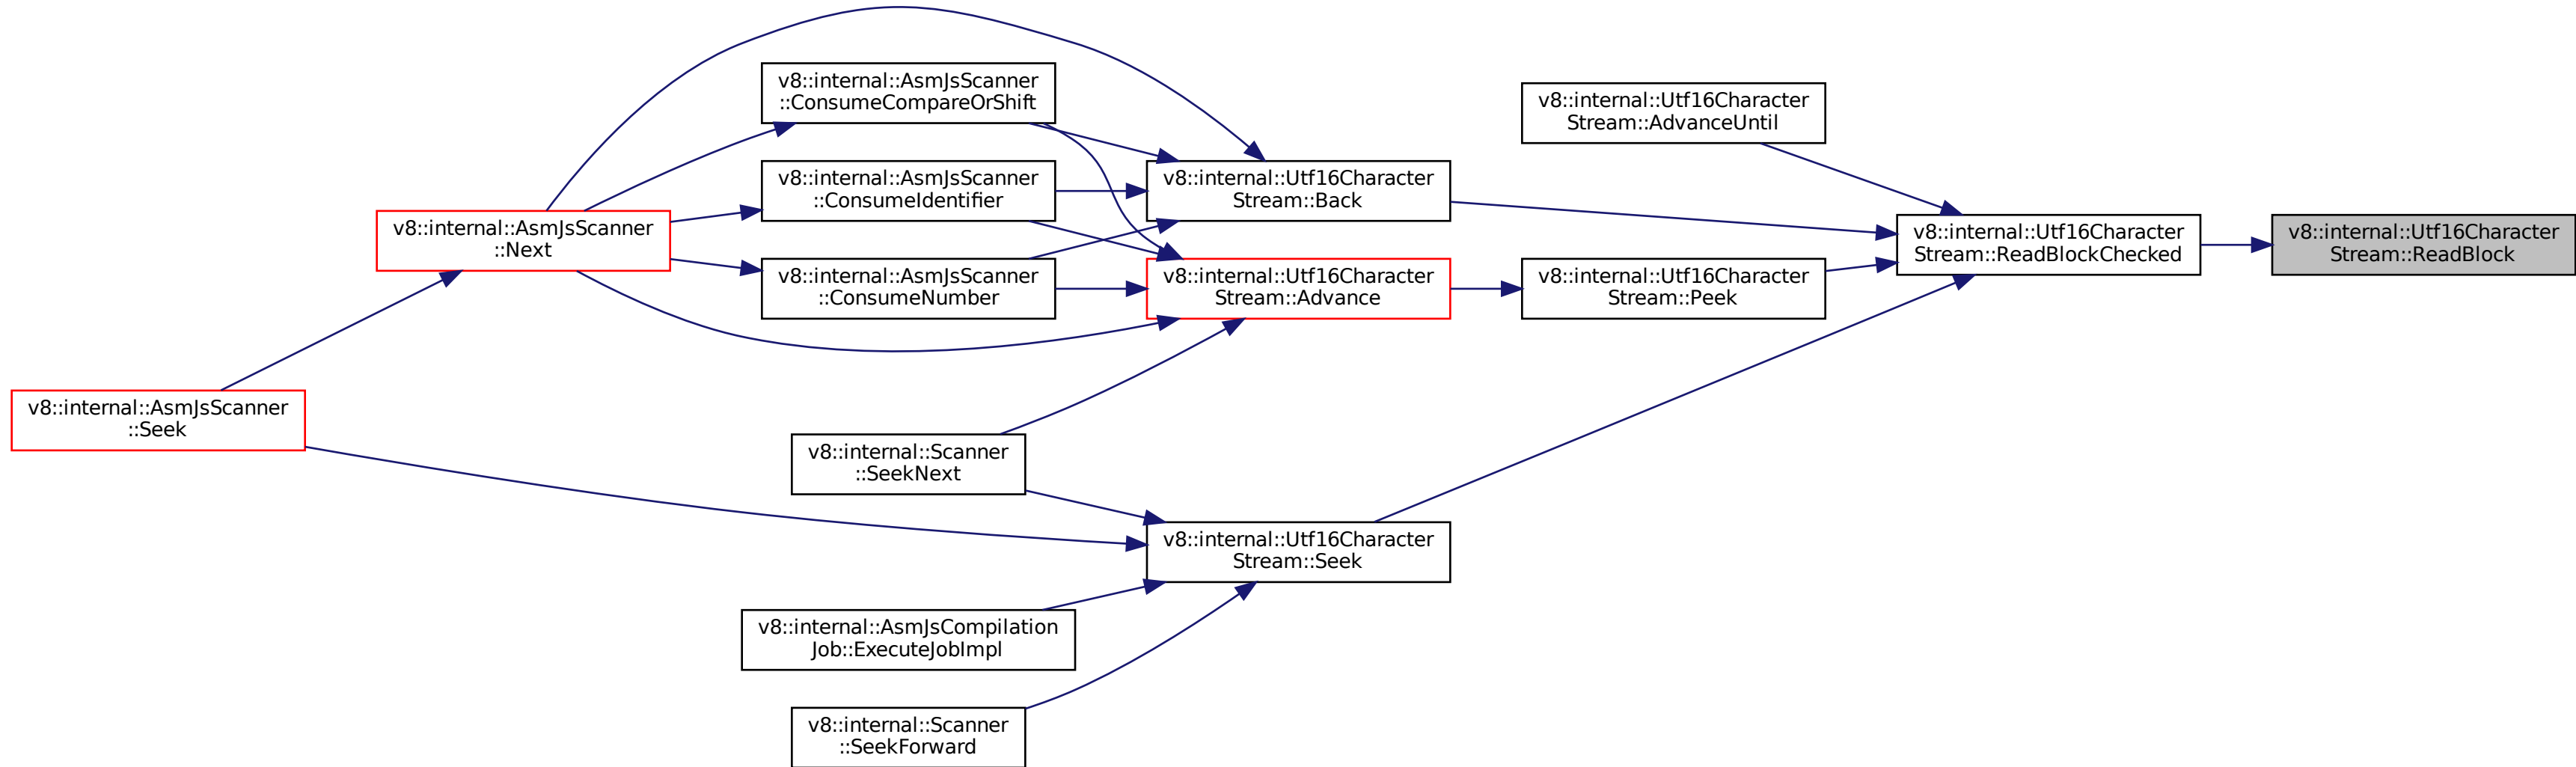 v8::internal::AsmJsScanner
::ConsumeCompareOrShift
v8::internal::Utf16Character
Stream::AdvanceUntil
v8::internal::AsmJsScanner
::ConsumeIdentifier
v8::internal::Utf16Character
Stream::Back
v8::internal::AsmJsScanner
::Next
v8::internal::Utf16Character
Stream::ReadBlockChecked
v8::internal::Utf16Character
Stream::ReadBlock
v8::internal::AsmJsScanner
::ConsumeNumber
v8::internal::Utf16Character
Stream::Advance
v8::internal::Utf16Character
Stream::Peek
v8::internal::AsmJsScanner
::Seek
v8::internal::Scanner
::SeekNext
v8::internal::Utf16Character
Stream::Seek
v8::internal::AsmJsCompilation
Job::ExecuteJobImpl
v8::internal::Scanner
::SeekForward